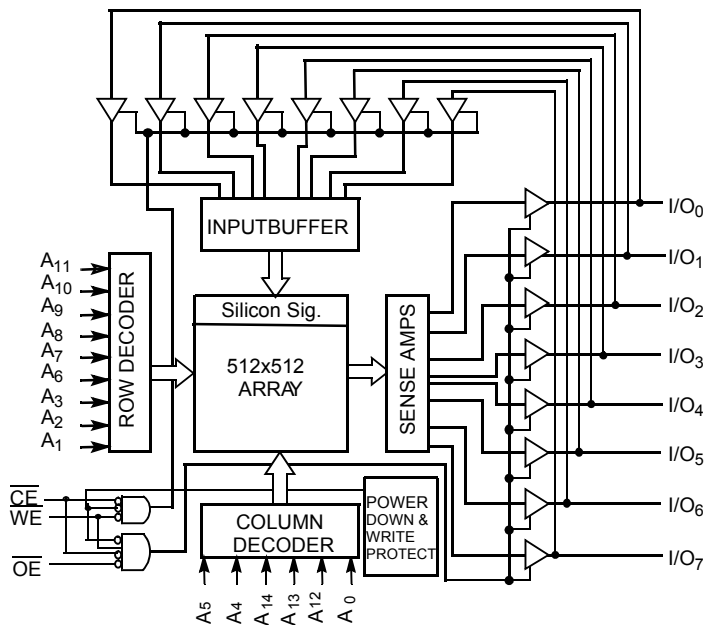 INPUTBUFFER
I/O0
I/O1
I/O2
I/O3
I/O4
I/O5
I/O6
I/O7
A11
A10
A9
A8
A7
A6
A3
A2
A1
ROW DECODER
Silicon Sig.
512x512
ARRAY
SENSE AMPS
CE
WE
OE
COLUMN
DECODER
POWER
DOWN &
WRITE
PROTECT
A5
A4
A14
A13
A12
A0